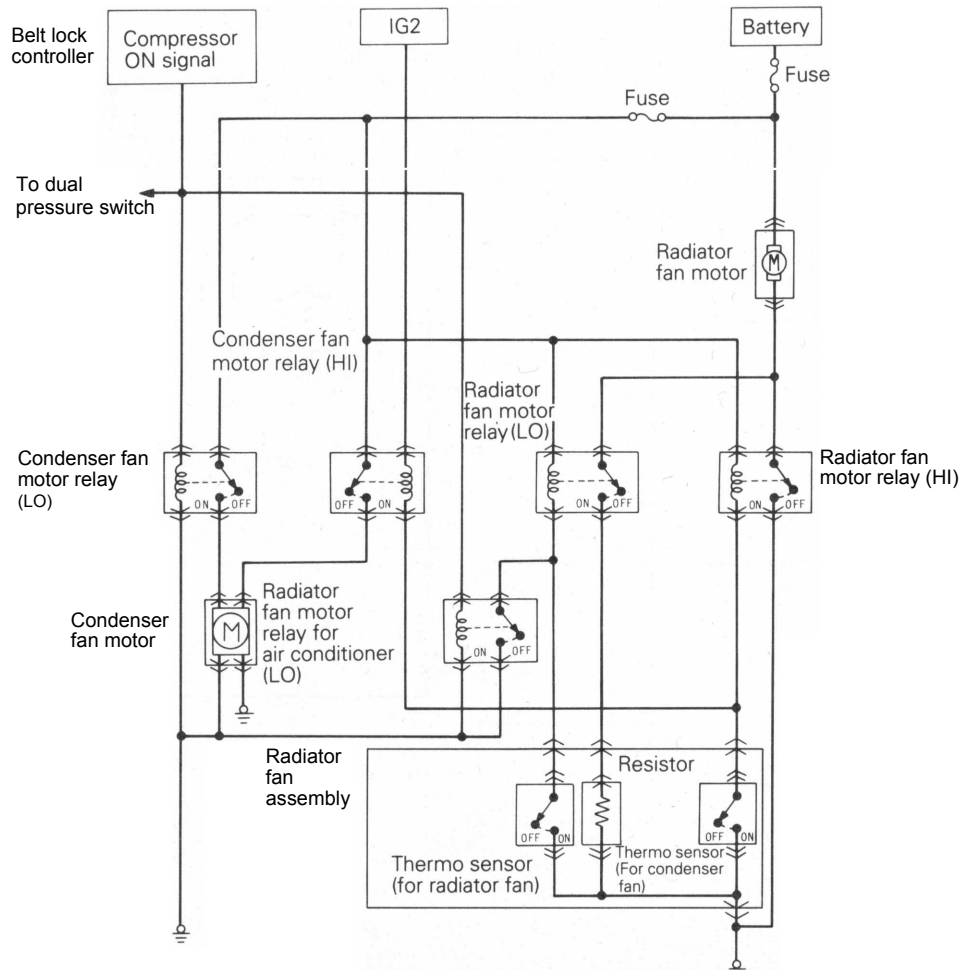 Belt lock
controller
Compressor
ON signal
IG2
Battery
Fuse
Fuse
To dual
pressure switch
Radiator
fan motor
M
Condenser fan
motor relay (HI)
Radiator
fan motor
relay (LO)
Condenser fan
motor relay
(LO)
ON OFF
OFF ON
ON OFF
ON OFF
Radiator fan
motor relay (HI)
Condenser
fan motor
M
Radiator
fan motor
relay for
air conditioner
(LO)
ON OFF
Radiator
fan
assembly
Resistor
OFF ON
OFF ON
Thermo sensor
(for radiator fan)
Thermo sensor
(For condenser
fan)